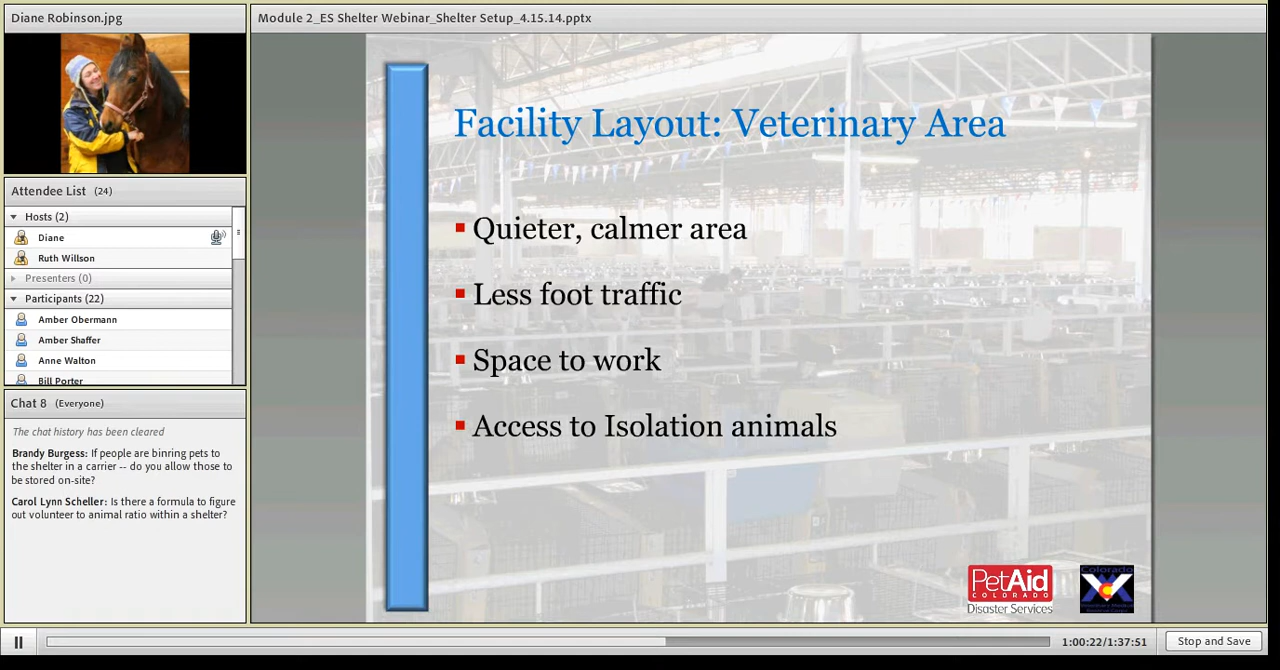 Diane Robinson.jpg
Module 2_ES Shelter Webinar_Shelter Setup_4.15.14.pptx
Attendee List (24)
Hosts (2)
Diane
Ruth Willson
Presenters (0)
Participants (22)
Amber Obermann
Amber Shaffer
Anne Walton
Bill Porter
Chat 8 (Everyone)
The chat history has been cleared
Brandy Burgess: If people are binring pets to
the shelter in a carrier -- do you allow those to
be stored on-site?
Carol Lynn Scheller: Is there a formula to figure
out volunteer to animal ratio within a shelter?
Facility Layout: Veterinary Area
Quieter, calmer area
Less foot traffic
Space to work
Access to Isolation animals
PetAid
COLORADO
Disaster Services
Colorado
1:00:22/1:37:51
Stop and Save